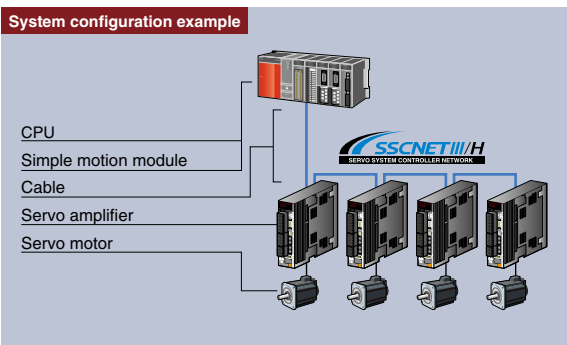 System configuration example
CPU
Simple motion module
Cable
Servo amplifier
Servo motor
SSCNETIII/H
SERVO SYSTEM CONTROLLER NETWORK